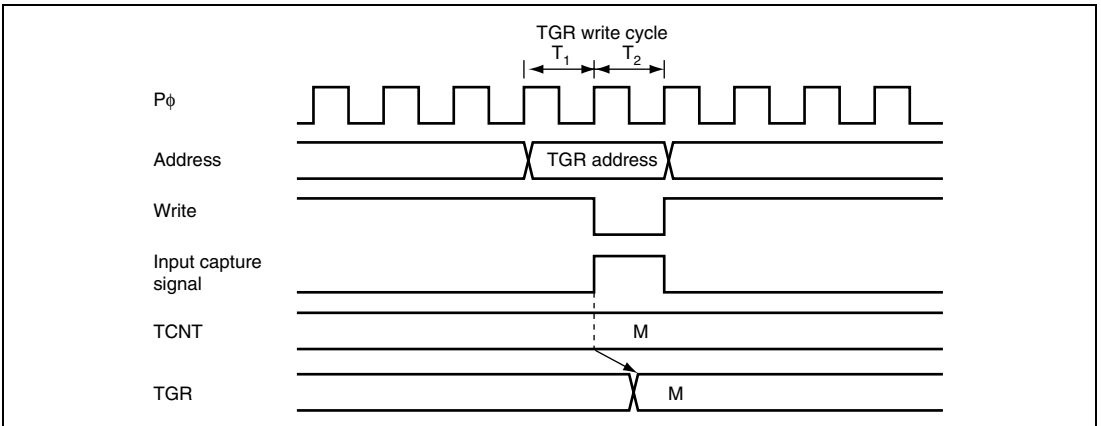 TGR write cycle
T1 T2
Pϕ
Address
TGR address
Write
Input capture
signal
TCNT
M
TGR
M